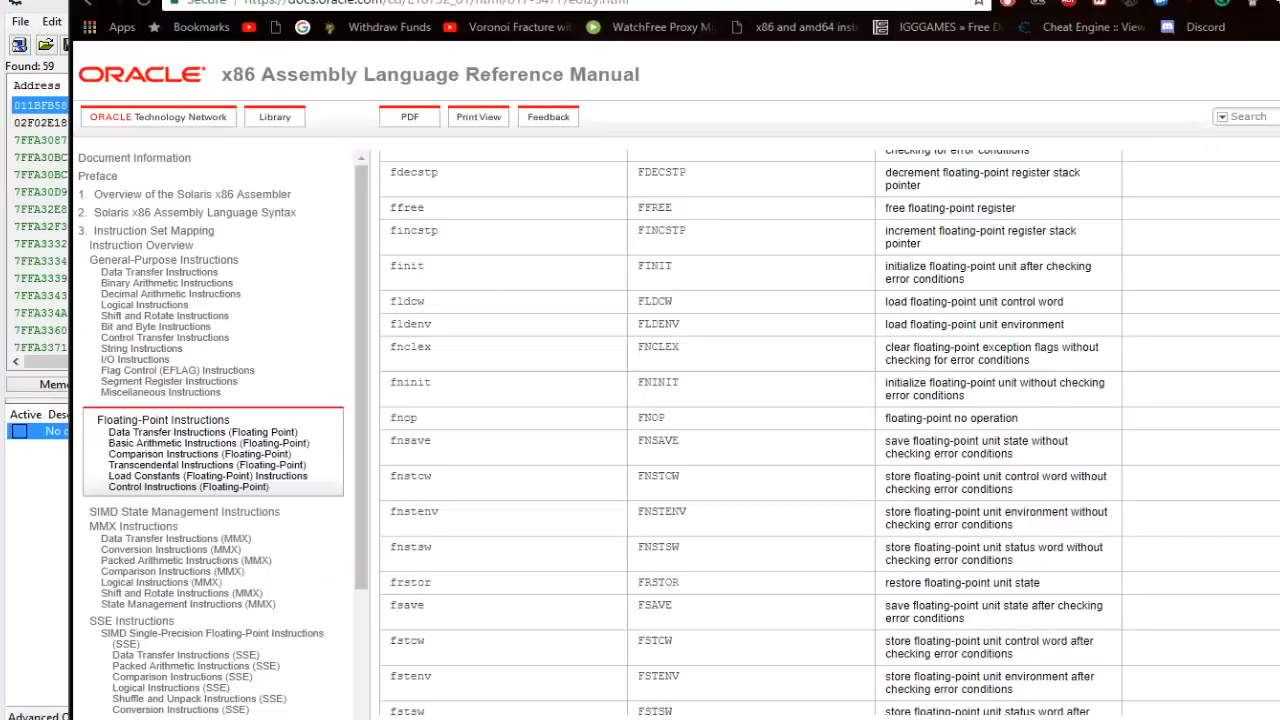 Secure
File Edit
Apps
Bookmarks
Withdraw Funds
Voronoi Fracture wit
WatchFree Proxy Mi
x86 and amd64 inst
IGGGAMES » Free D
Cheat Engine :: View
Discord
Found: 59
Address
011BFB58
02F02E18
7FFA3087
7FFA30BC
7FFA30D9
7FFA32E8
7FFA32F3
7FFA3332
7FFA3334
7FFA3339
7FFA3343
7FFA334A
7FFA3360
7FFA3371
Memo
Active Desc
No d
Advanced O
ORACLE x86 Assembly Language Reference Manual
ORACLE Technology Network
Library
PDF
Print View
Feedback
Search
Document Information
Preface
1. Overview of the Solaris x86 Assembler
2. Solaris x86 Assembly Language Syntax
3. Instruction Set Mapping
Instruction Overview
General-Purpose Instructions
Data Transfer Instructions
Binary Arithmetic Instructions
Decimal Arithmetic Instructions
Logical Instructions
Shift and Rotate Instructions
Bit and Byte Instructions
Control Transfer Instructions
String Instructions
I/O Instructions
Flag Control (EFLAG) Instructions
Segment Register Instructions
Miscellaneous Instructions
Floating-Point Instructions
Data Transfer Instructions (Floating Point)
Basic Arithmetic Instructions (Floating-Point)
Comparison Instructions (Floating-Point)
Transcendental Instructions (Floating-Point)
Load Constants (Floating-Point) Instructions
Control Instructions (Floating-Point)
SIMD State Management Instructions
MMX Instructions
Data Transfer Instructions (MMX)
Conversion Instructions (MMX)
Packed Arithmetic Instructions (MMX)
Comparison Instructions (MMX)
Logical Instructions (MMX)
Shift and Rotate Instructions (MMX)
State Management Instructions (MMX)
SSE Instructions
SIMD Single-Precision Floating-Point Instructions
(SSE)
Data Transfer Instructions (SSE)
Packed Arithmetic Instructions (SSE)
Comparison Instructions (SSE)
Logical Instructions (SSE)
Shuffle and Unpack Instructions (SSE)
Conversion Instructions (SSE)
checking for error conditions
fdecstp FDECSTP decrement floating-point register stack
pointer
ffree FFREE free floating-point register
fincstp FINCSTP increment floating-point register stack
pointer
finit FINIT initialize floating-point unit after checking
error conditions
fldcw FLDCW load floating-point unit control word
fldenv FLDENV load floating-point unit environment
fnclex FNCLEX clear floating-point exception flags without
checking for error conditions
fninit FNINIT initialize floating-point unit without checking
error conditions
fnop FNOP floating-point no operation
fnsave FNSAVE save floating-point unit state without
checking error conditions
fnstcw FNSTCW store floating-point unit control word without
checking error conditions
fnstenv FNSTENV store floating-point unit environment without
checking error conditions
fnstsw FNSTSW store floating-point unit status word without
checking error conditions
frstor FRSTOR restore floating-point unit state
fsave FSAVE save floating-point unit state after checking
error conditions
fstcw FSTCW store floating-point unit control word after
checking error conditions
fstenv FSTENV store floating-point unit environment after
checking error conditions
fstsw FSTSW store floating-point unit status word after